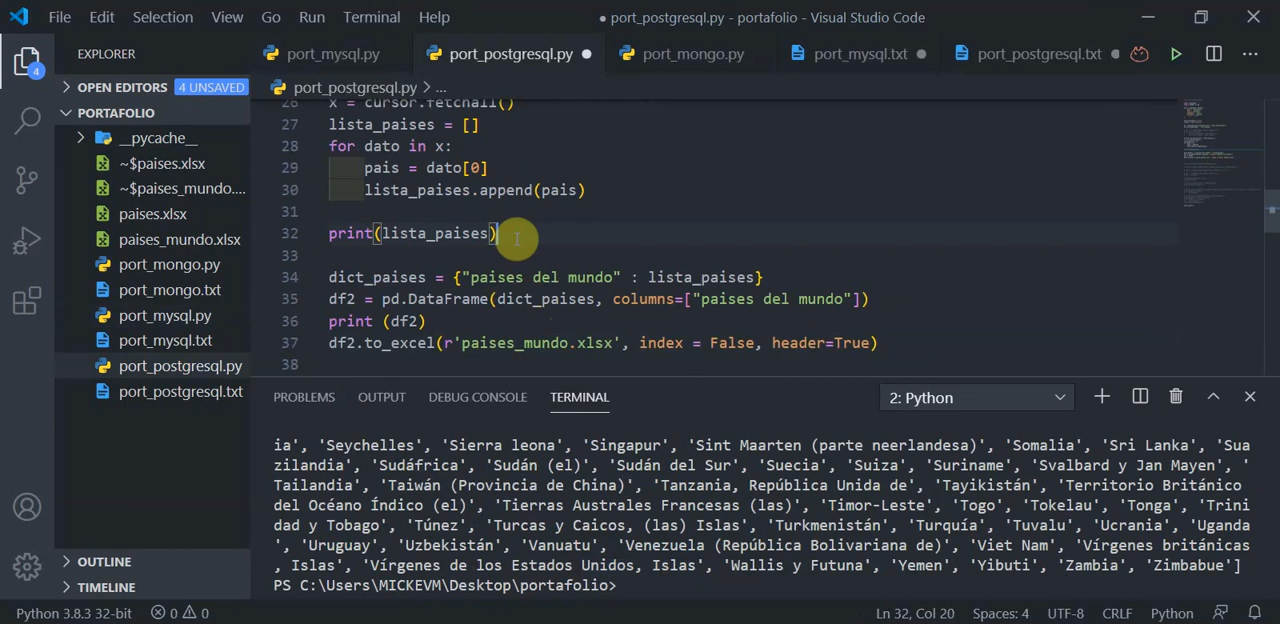 File Edit Selection View Go Run Terminal Help
● port_postgresql.py - portafolio - Visual Studio Code
EXPLORER
port_mysql.py
port_postgresql.py ●
port_mongo.py
port_mysql.txt ●
port_postgresql.txt ●
4
OPEN EDITORS 4 UNSAVED
port_postgresql.py > ...
PORTAFOLIO
__pycache__
~$paises.xlsx
~$paises_mundo....
paises.xlsx
paises_mundo.xlsx
port_mongo.py
port_mongo.txt
port_mysql.py
port_mysql.txt
port_postgresql.py
port_postgresql.txt
OUTLINE
TIMELINE
26 x = cursor.fetchall()
27 lista_paises = []
28 for dato in x:
29 pais = dato[0]
30 lista_paises.append(pais)
31
32 print(lista_paises)
33
34 dict_paises = {"paises del mundo" : lista_paises}
35 df2 = pd.DataFrame(dict_paises, columns=["paises del mundo"])
36 print (df2)
37 df2.to_excel(r'paises_mundo.xlsx', index = False, header=True)
38
PROBLEMS OUTPUT DEBUG CONSOLE TERMINAL
2: Python
ia', 'Seychelles', 'Sierra leona', 'Singapur', 'Sint Maarten (parte neerlandesa)', 'Somalia', 'Sri Lanka', 'Sua
zilandia', 'Sudáfrica', 'Sudán (el)', 'Sudán del Sur', 'Suecia', 'Suiza', 'Suriname', 'Svalbard y Jan Mayen', '
Tailandia', 'Taiwán (Provincia de China)', 'Tanzania, República Unida de', 'Tayikistán', 'Territorio Británico 
del Océano Índico (el)', 'Tierras Australes Francesas (las)', 'Timor-Leste', 'Togo', 'Tokelau', 'Tonga', 'Trini
dad y Tobago', 'Túnez', 'Turcas y Caicos, (las) Islas', 'Turkmenistán', 'Turquía', 'Tuvalu', 'Ucrania', 'Uganda
', 'Uruguay', 'Uzbekistán', 'Vanuatu', 'Venezuela (República Bolivariana de)', 'Viet Nam', 'Vírgenes británicas
, Islas', 'Vírgenes de los Estados Unidos, Islas', 'Wallis y Futuna', 'Yemen', 'Yibuti', 'Zambia', 'Zimbabue']
PS C:\Users\MICKEVM\Desktop\portafolio>
Python 3.8.3 32-bit 0 0
Ln 32, Col 20 Spaces: 4 UTF-8 CRLF Python